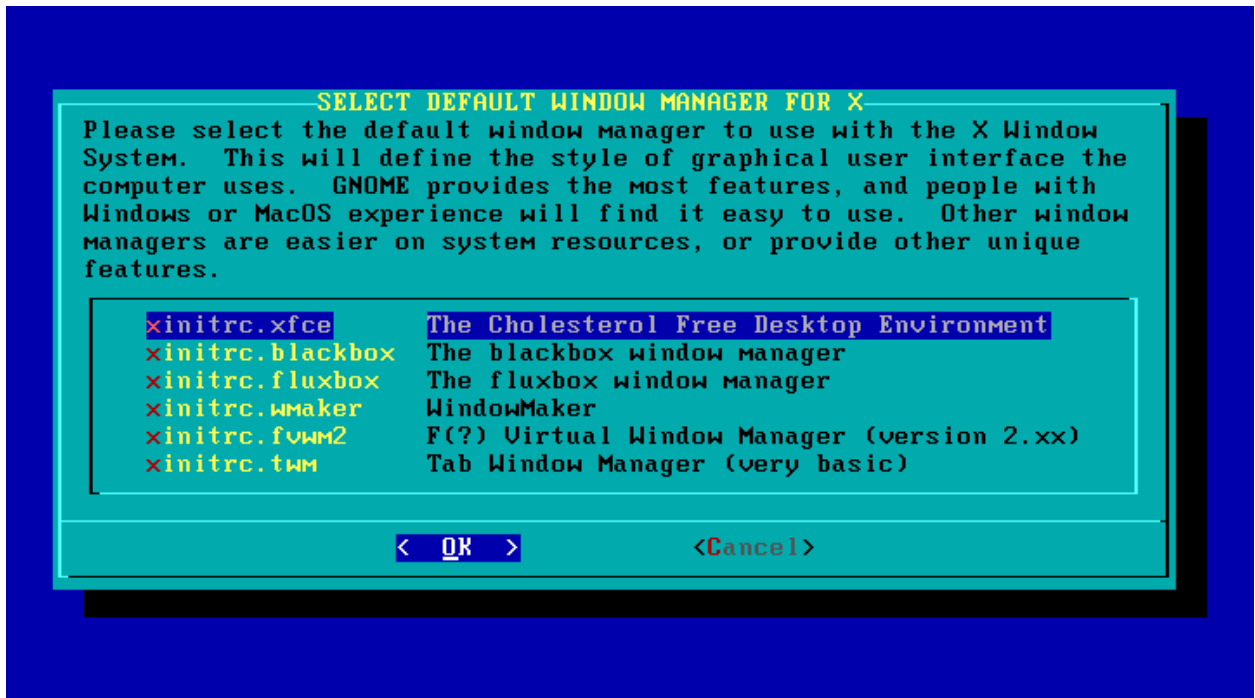 SELECT DEFAULT WINDOW MANAGER FOR X
Please select the default window manager to use with the X Window
System.  This will define the style of graphical user interface the
computer uses.  GNOME provides the most features, and people with
Windows or MacOS experience will find it easy to use.  Other window
managers are easier on system resources, or provide other unique
features.
xinitrc.xfce The Cholesterol Free Desktop Environment
xinitrc.blackbox The blackbox window manager
xinitrc.fluxbox The fluxbox window manager
xinitrc.wmaker WindowMaker
xinitrc.fvwm2 F(?) Virtual Window Manager (version 2.xx)
xinitrc.twm Tab Window Manager (very basic)
< OK > <Cancel>